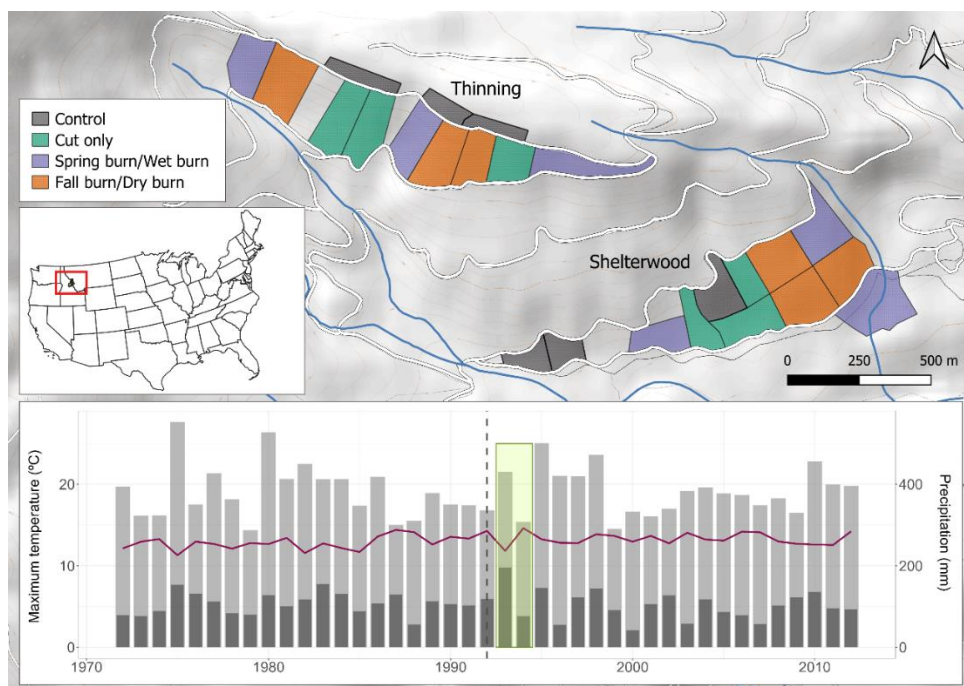 Thinning
Control
Cut only
Spring burn/Wet burn
Fall burn/Dry burn
Shelterwood
0 250 500 m
Maximum temperature (ºC)
20
10
0
Precipitation (mm)
400
200
0
1970 1980 1990 2000 2010